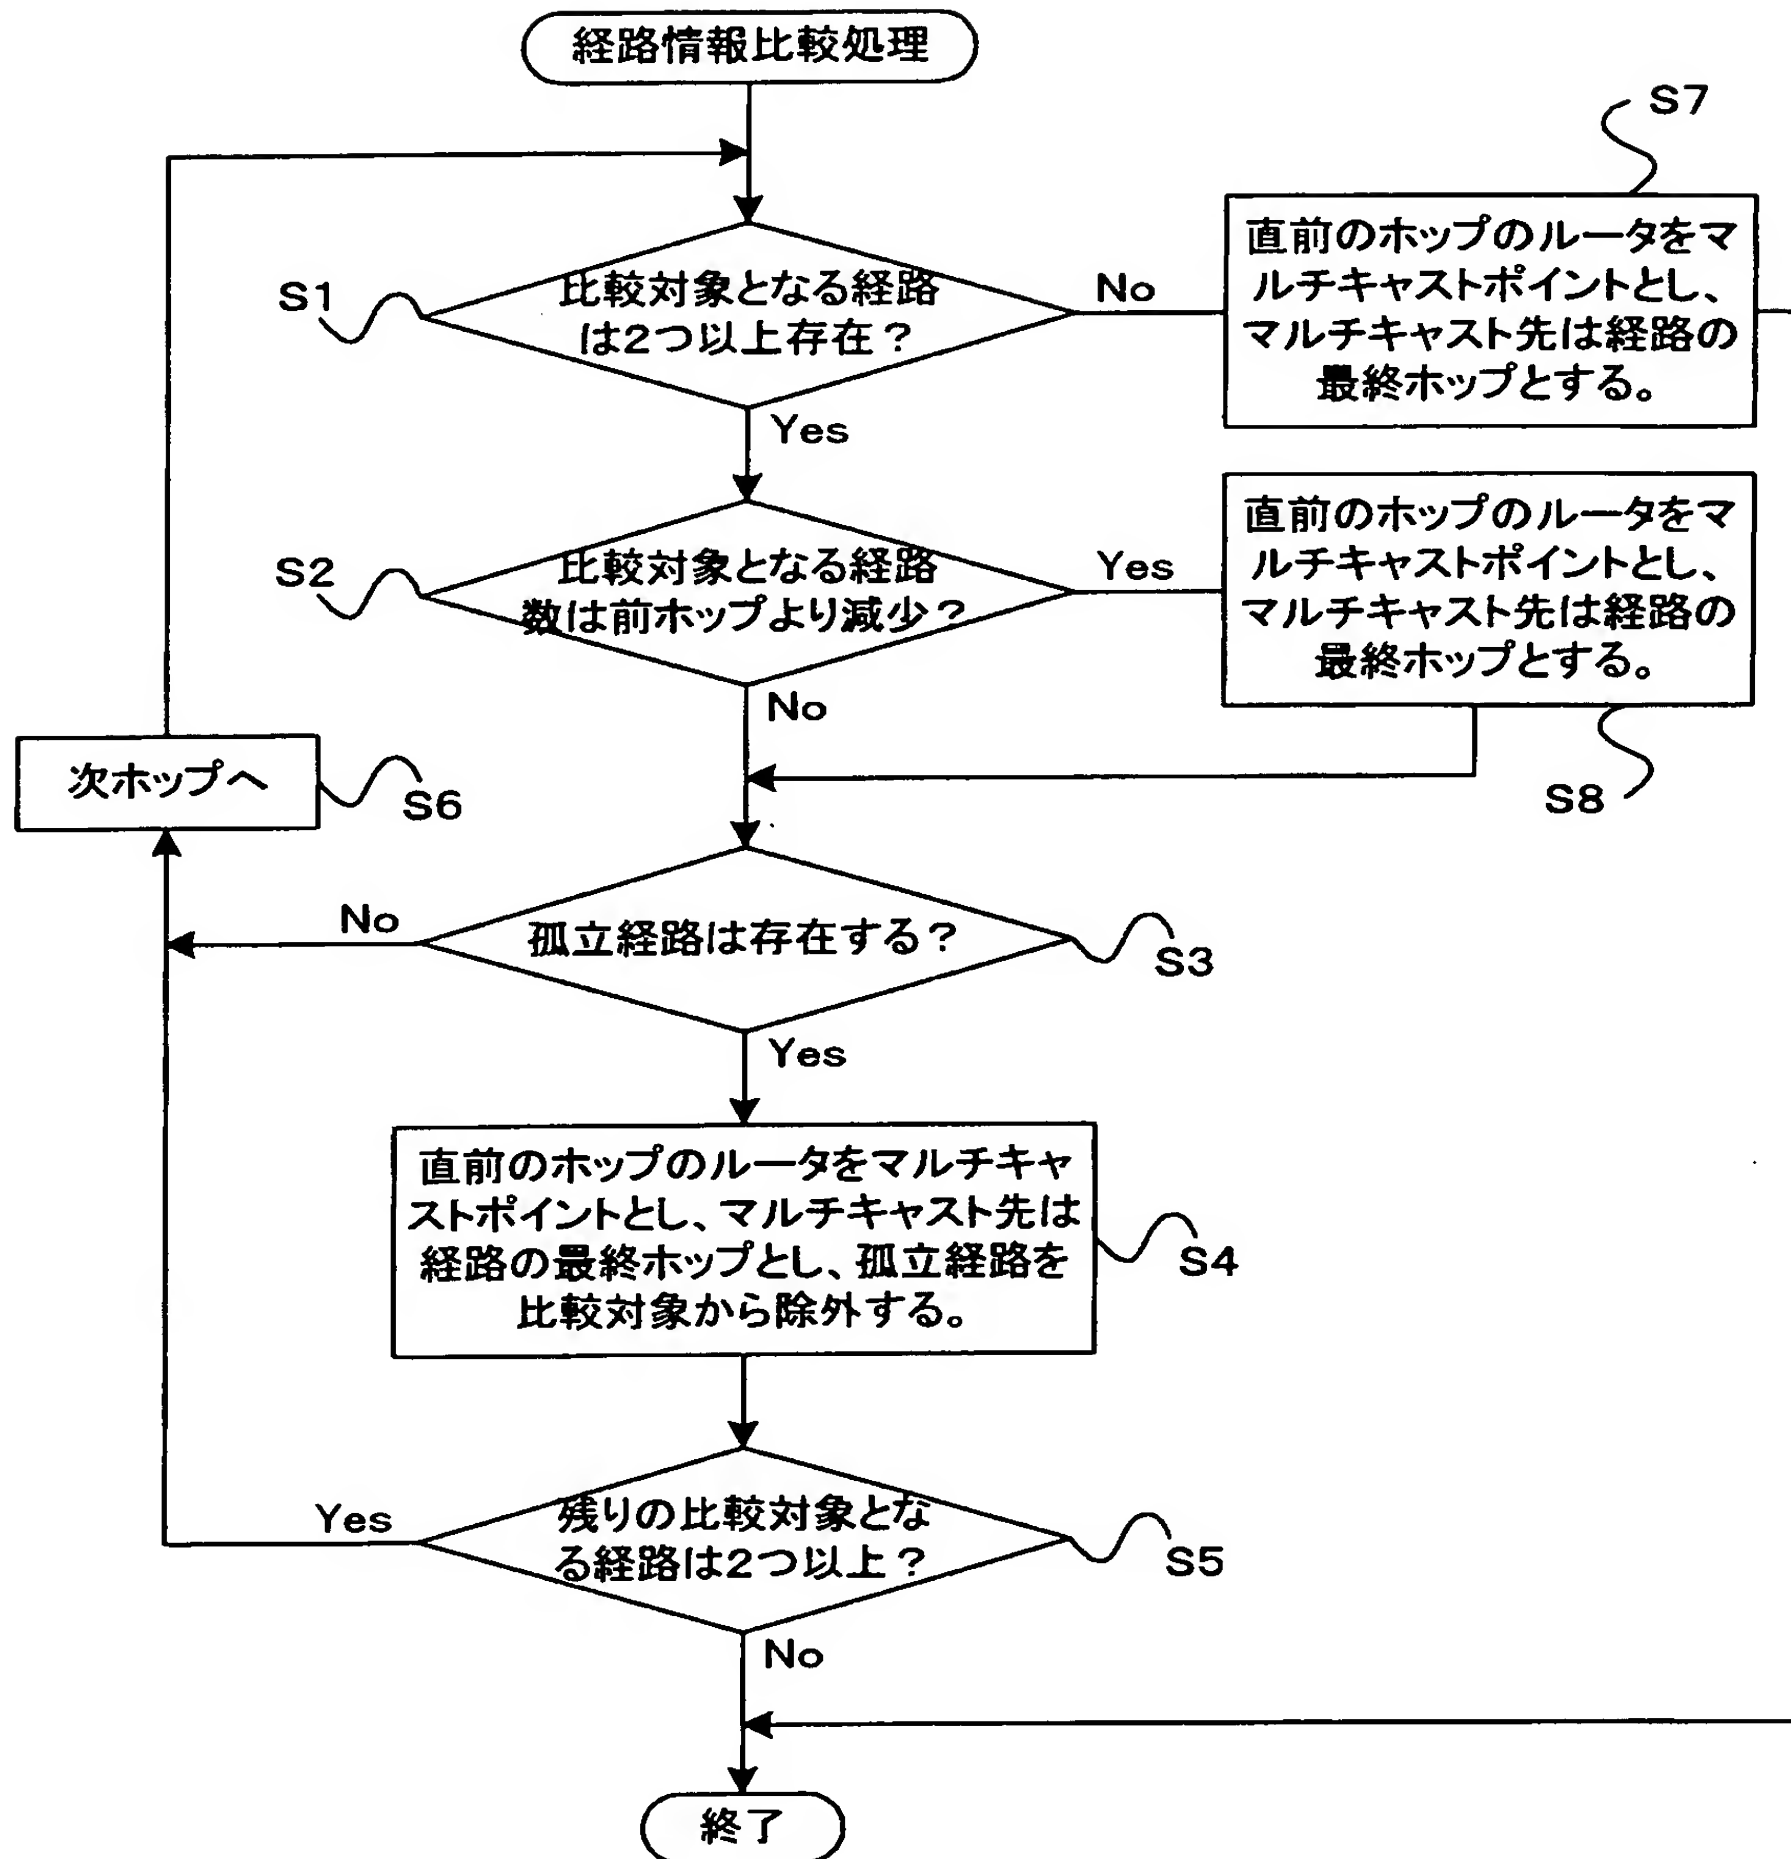 経路情報比較処理
S7
直前のホップのルータをマ
ルチキャストポイントとし、
マルチキャスト先は経路の
最終ホップとする。
S1
比較対象となる経路
は2つ以上存在？
No
Yes
S2
比較対象となる経路
数は前ホップより減少？
Yes
直前のホップのルータをマ
ルチキャストポイントとし、
マルチキャスト先は経路の
最終ホップとする。
No
S8
次ホップへ
S6
No
孤立経路は存在する？
S3
Yes
直前のホップのルータをマルチキャ
ストポイントとし、マルチキャスト先は
経路の最終ホップとし、孤立経路を
比較対象から除外する。
S4
Yes
残りの比較対象とな
る経路は2つ以上？
S5
No
終了